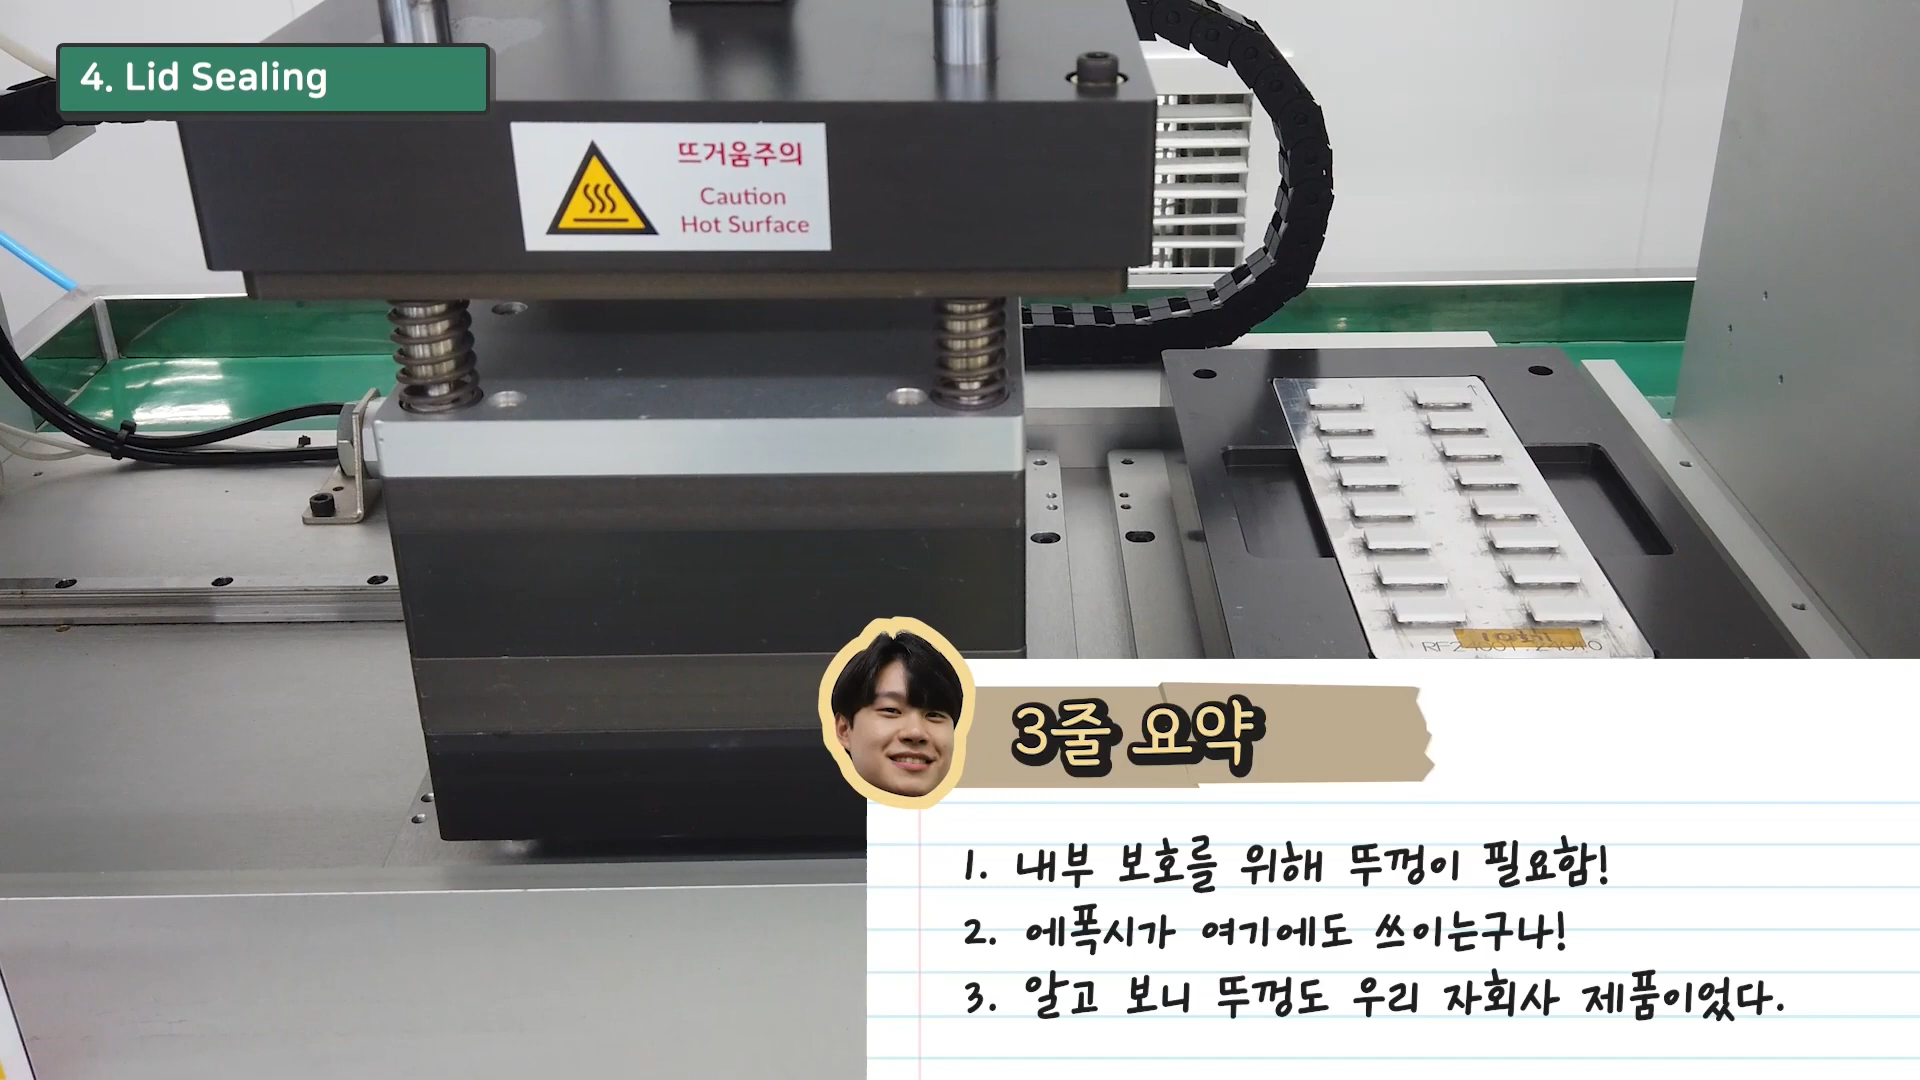 4. Lid Sealing
뜨거움주의
Caution
Hot Surface
3줄 요약
1. 내부 보호를 위해 뚜껑이 필요함!
2. 에폭시가 여기에도 쓰이는구나!
3. 알고 보니 뚜껑도 우리 자회사 제품이었다.